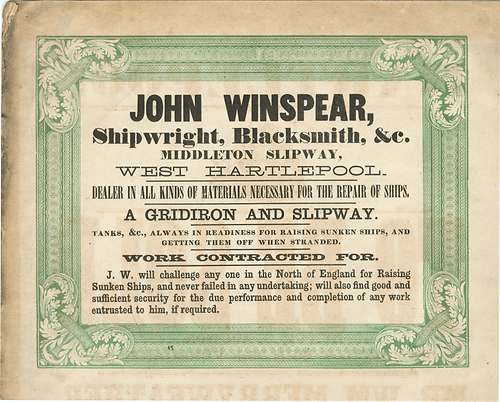 JOHN WINSPEAR,
Shipwright, Blacksmith, &c.
MIDDLETON SLIPWAY,
WEST HARTLEPOOL.
DEALER IN ALL KINDS OF MATERIALS NECESSARY FOR THE REPAIR OF SHIPS.
A GRIDIRON AND SLIPWAY.
TANKS, &c., ALWAYS IN READINESS FOR RAISING SUNKEN SHIPS, AND
GETTING THEM OFF WHEN STRANDED.
WORK CONTRACTED FOR.
J. W. will challenge any one in the North of England for Raising
Sunken Ships, and never failed in any undertaking; will also find good and
sufficient security for the due performance and completion of any work
entrusted to him, if required.